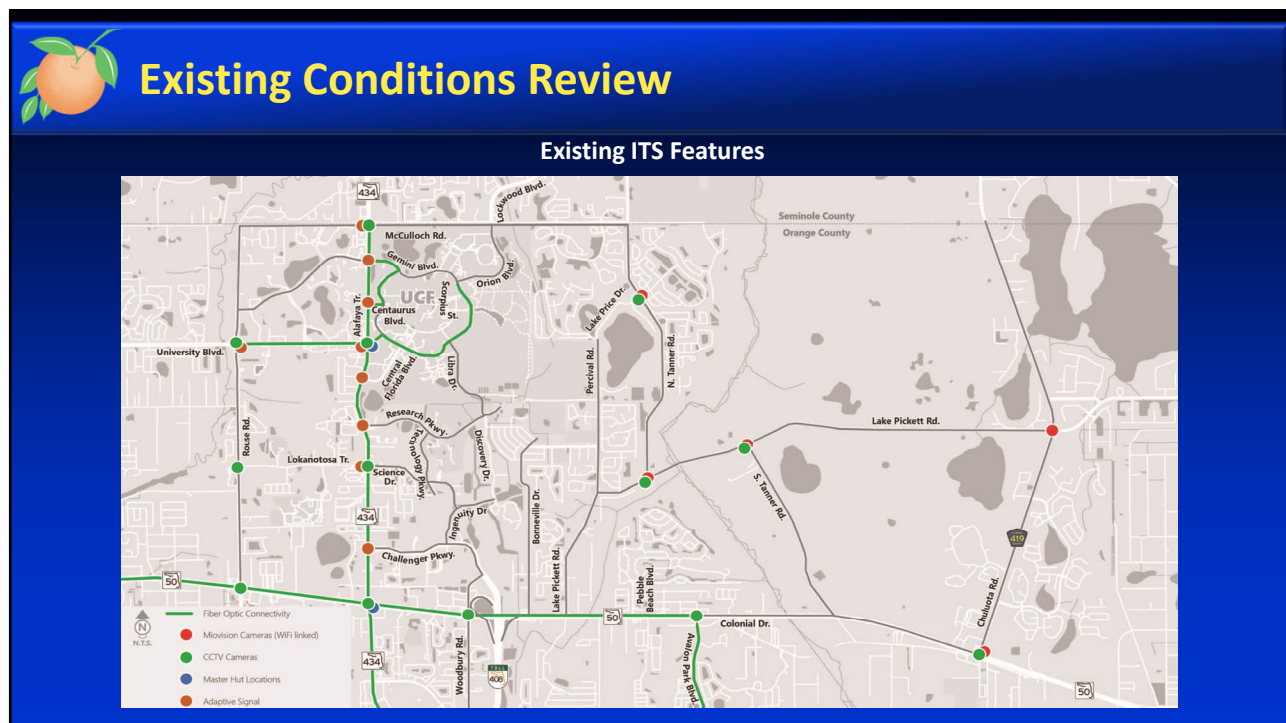 Existing Conditions Review
Existing ITS Features
434
Lockwood Blvd.
Seminole County
Orange County
McCulloch Rd.
Gemini Blvd.
Orion Blvd.
Scorpius St.
UCF
Alafaya Tr.
Centaurus Blvd.
Lake Price Dr.
University Blvd.
Central Florida Blvd.
Libra Dr.
Percival Rd.
N. Tanner Rd.
Rouse Rd.
Research Pkwy.
Technology Pkwy.
Discovery Dr.
Lake Pickett Rd.
Lokanotosa Tr.
Science Dr.
S. Tanner Rd.
434
Ingenuity Dr
Bonneville Dr.
Challenger Pkwy.
419
Lake Pickett Rd.
Pebble Beach Blvd.
Chuluota Rd.
50
50
Colonial Dr.
Woodbury Rd.
Avalon Park Blvd.
434
TOLL
408
50
N
N.T.S.
Fiber Optic Connectivity
Miovision Cameras (WiFi linked)
CCTV Cameras
Master Hut Locations
Adaptive Signal